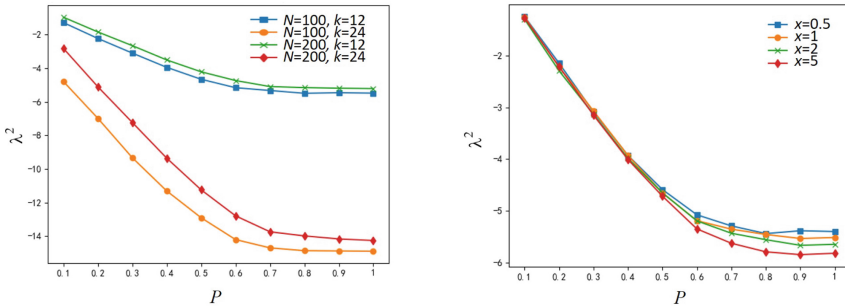 N=100, k=12
N=100, k=24
N=200, k=12
N=200, k=24
λ²
-2
-4
-6
-8
-10
-12
-14
0.1 0.2 0.3 0.4 0.5 0.6 0.7 0.8 0.9 1
P
x=0.5
x=1
x=2
x=5
λ²
-2
-3
-4
-5
-6
0.1 0.2 0.3 0.4 0.5 0.6 0.7 0.8 0.9 1
P